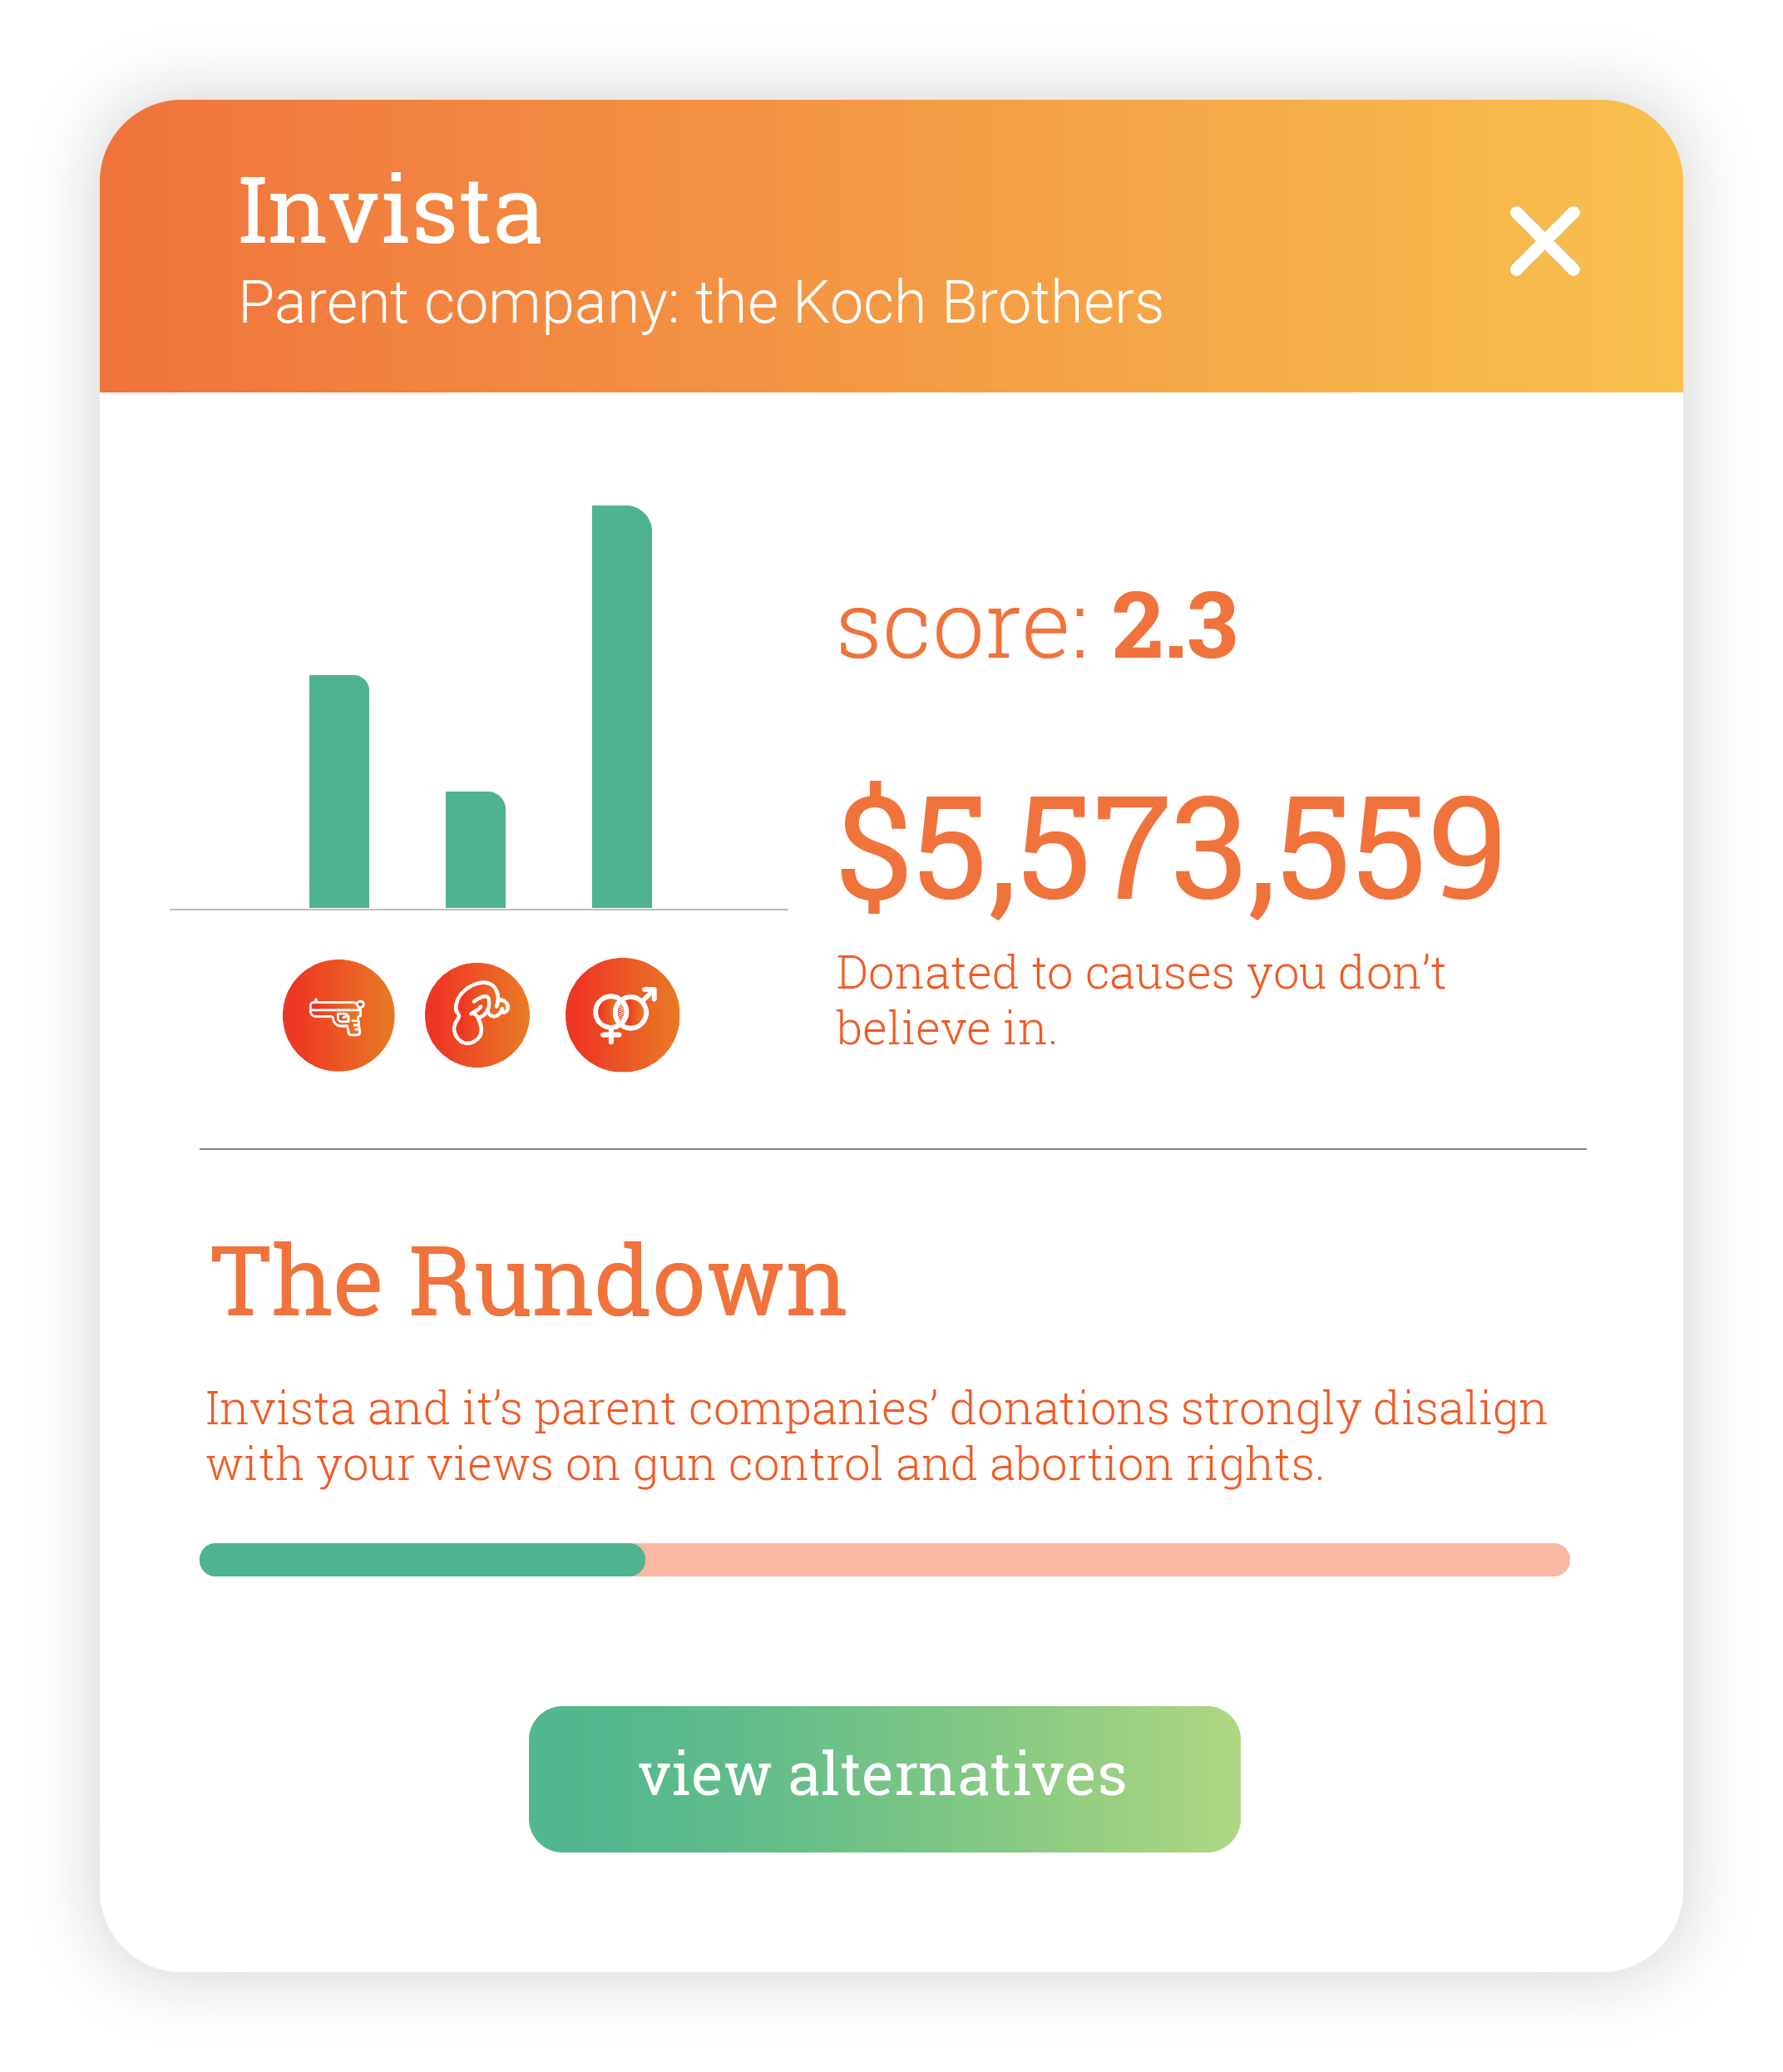 Invista
Parent company: the Koch Brothers
score: 2.3
$5,573,559
Donated to causes you don’t
believe in.
The Rundown
Invista and it’s parent companies’ donations strongly disalign
with your views on gun control and abortion rights.
view alternatives